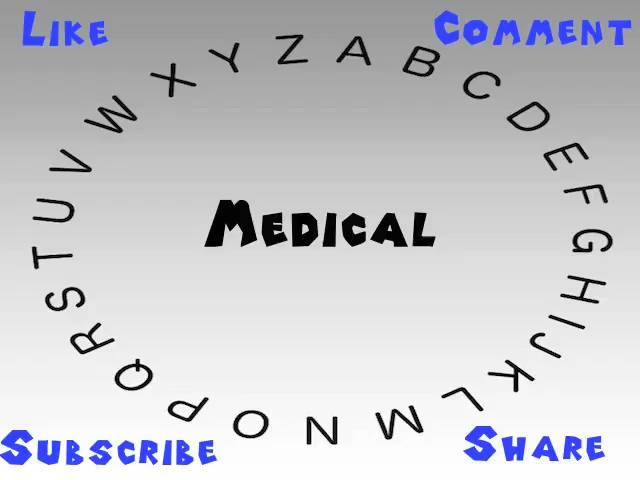 Like
Comment
A B C D E F G H I J K L M N O P Q R S T U V W X Y Z
Medical
Subscribe
Share